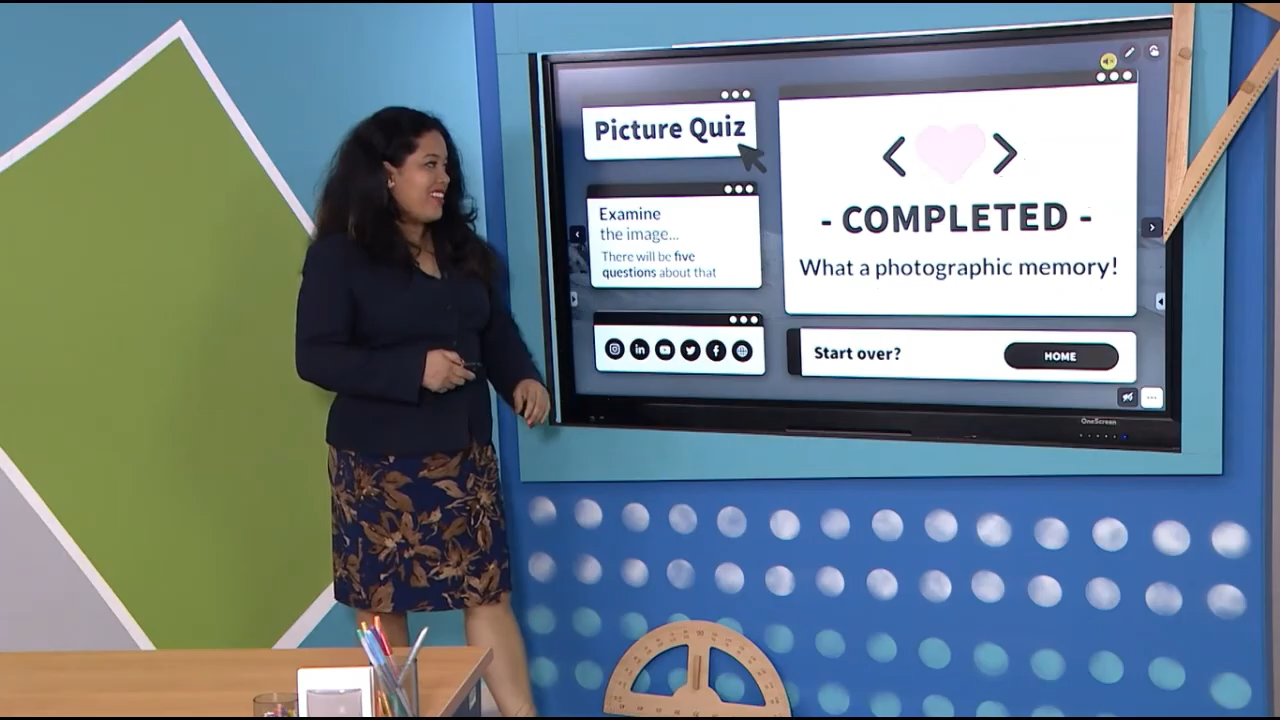 Picture Quiz
Examine
the image...
There will be five
questions about that
- COMPLETED -
What a photographic memory!
Start over?
HOME
OneScreen